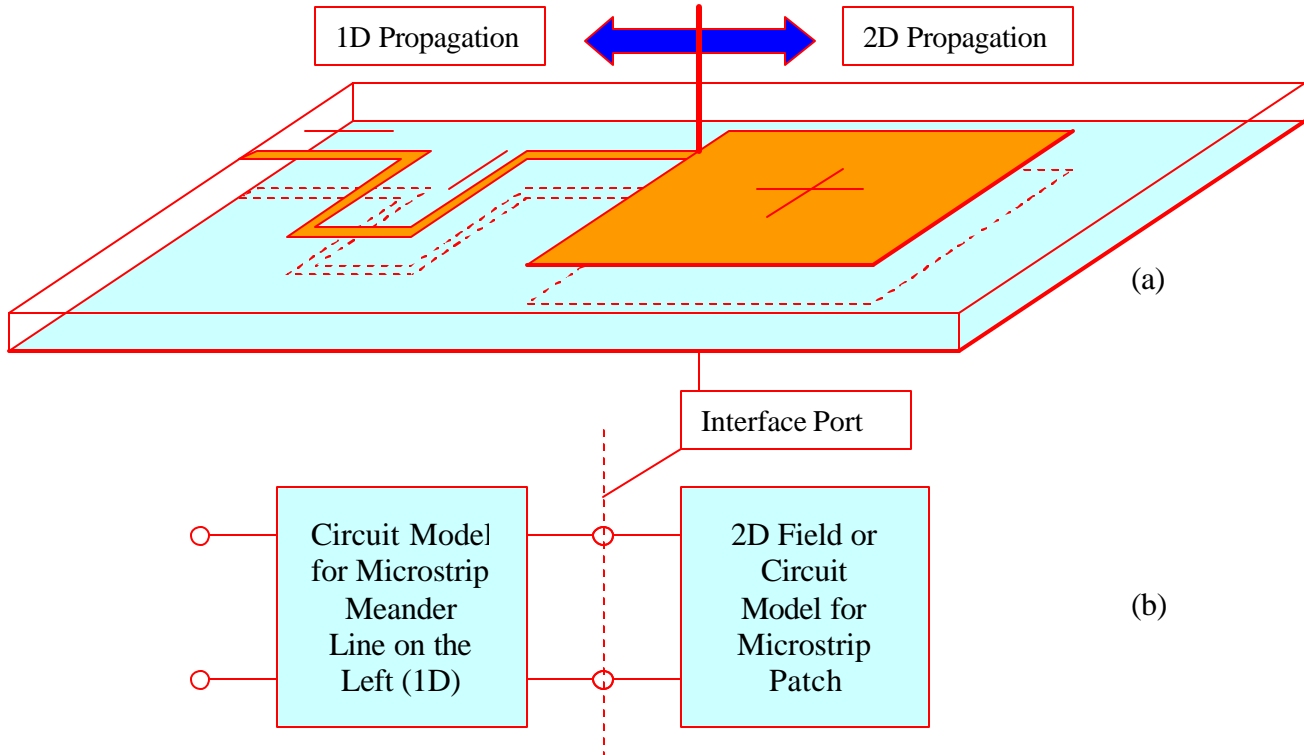 1D Propagation
2D Propagation
(a)
Interface Port
Circuit Model
for Microstrip
Meander
Line on the
Left (1D)
2D Field or
Circuit
Model for
Microstrip
Patch
(b)